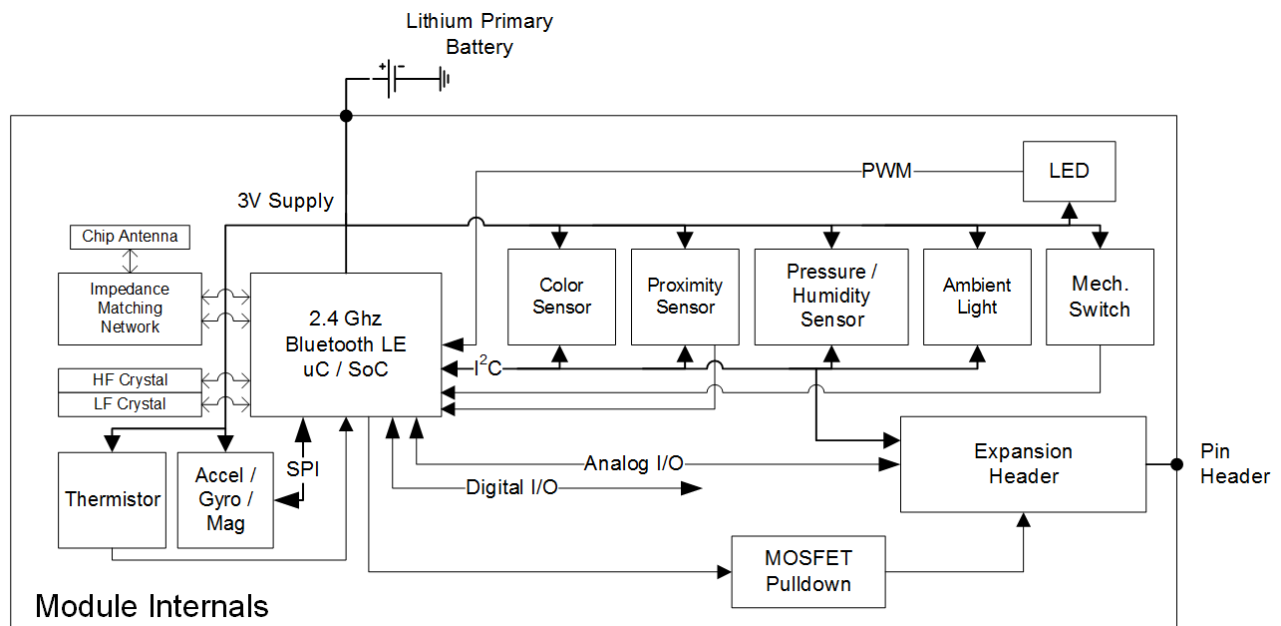 Lithium Primary
Battery
PWM
LED
3V Supply
Chip Antenna
Impedance
Matching
Network
2.4 Ghz
Bluetooth LE
uC / SoC
Color
Sensor
Proximity
Sensor
Pressure /
Humidity
Sensor
Ambient
Light
Mech.
Switch
I²C
HF Crystal
LF Crystal
Thermistor
Accel /
Gyro /
Mag
SPI
Analog I/O
Digital I/O
Expansion
Header
Pin
Header
MOSFET
Pulldown
Module Internals